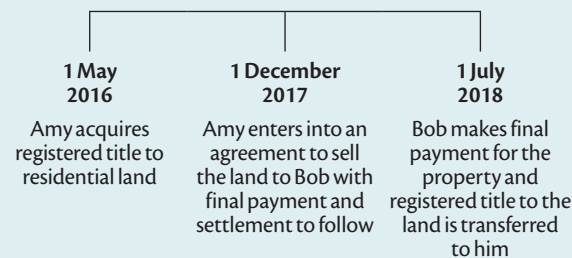 1 May
2016
Amy acquires
registered title to
residential land
1 December
2017
Amy enters into an
agreement to sell
the land to Bob with
final payment and
settlement to follow
1 July
2018
Bob makes final
payment for the
property and
registered title to the
land is transferred
to him